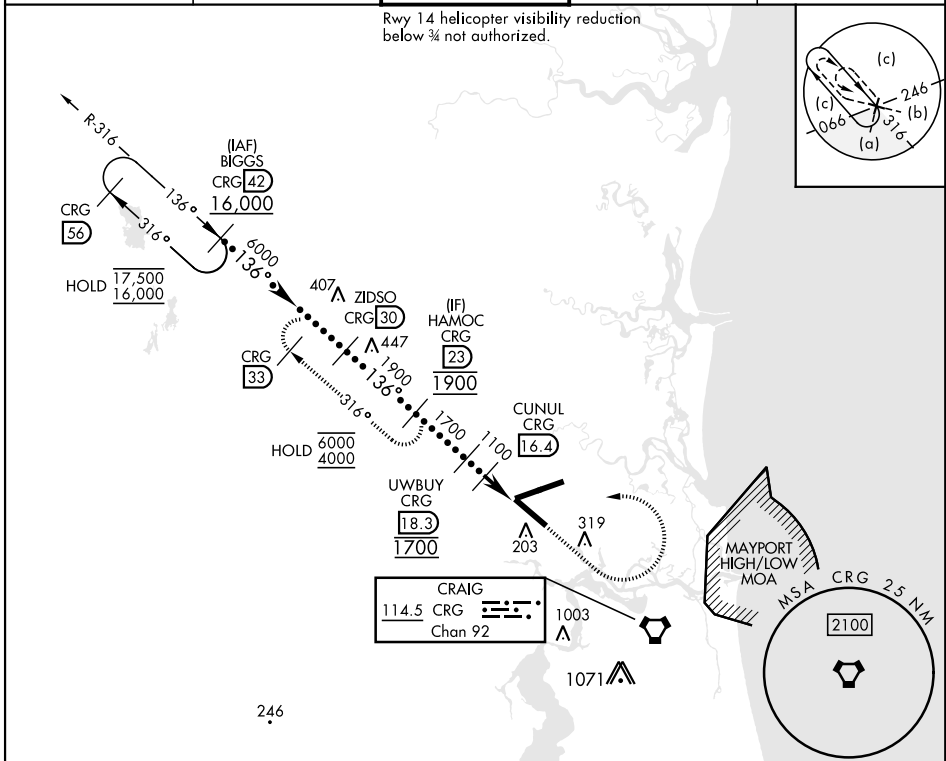 Rwy 14 helicopter visibility reduction
below ¾ not authorized.
(c)
(c)
246
066
(b)
316
(a)
R-316
(IAF)
BIGGS
CRG 42
16,000
136°
316°
CRG
56
HOLD 17,500
16,000
6000
136°
407
ZIDSO
CRG 30
447
(IF)
HAMOC
CRG
23
1900
CRG
33
1900
136°
316°
HOLD 6000
4000
1700
1100
CUNUL
CRG
16.4
UWBUY
CRG
18.3
1700
203
319
MAYPORT
HIGH/LOW
MOA
CRAIG
114.5 CRG
Chan 92
1003
1071
MSA CRG 25 NM
2100
246